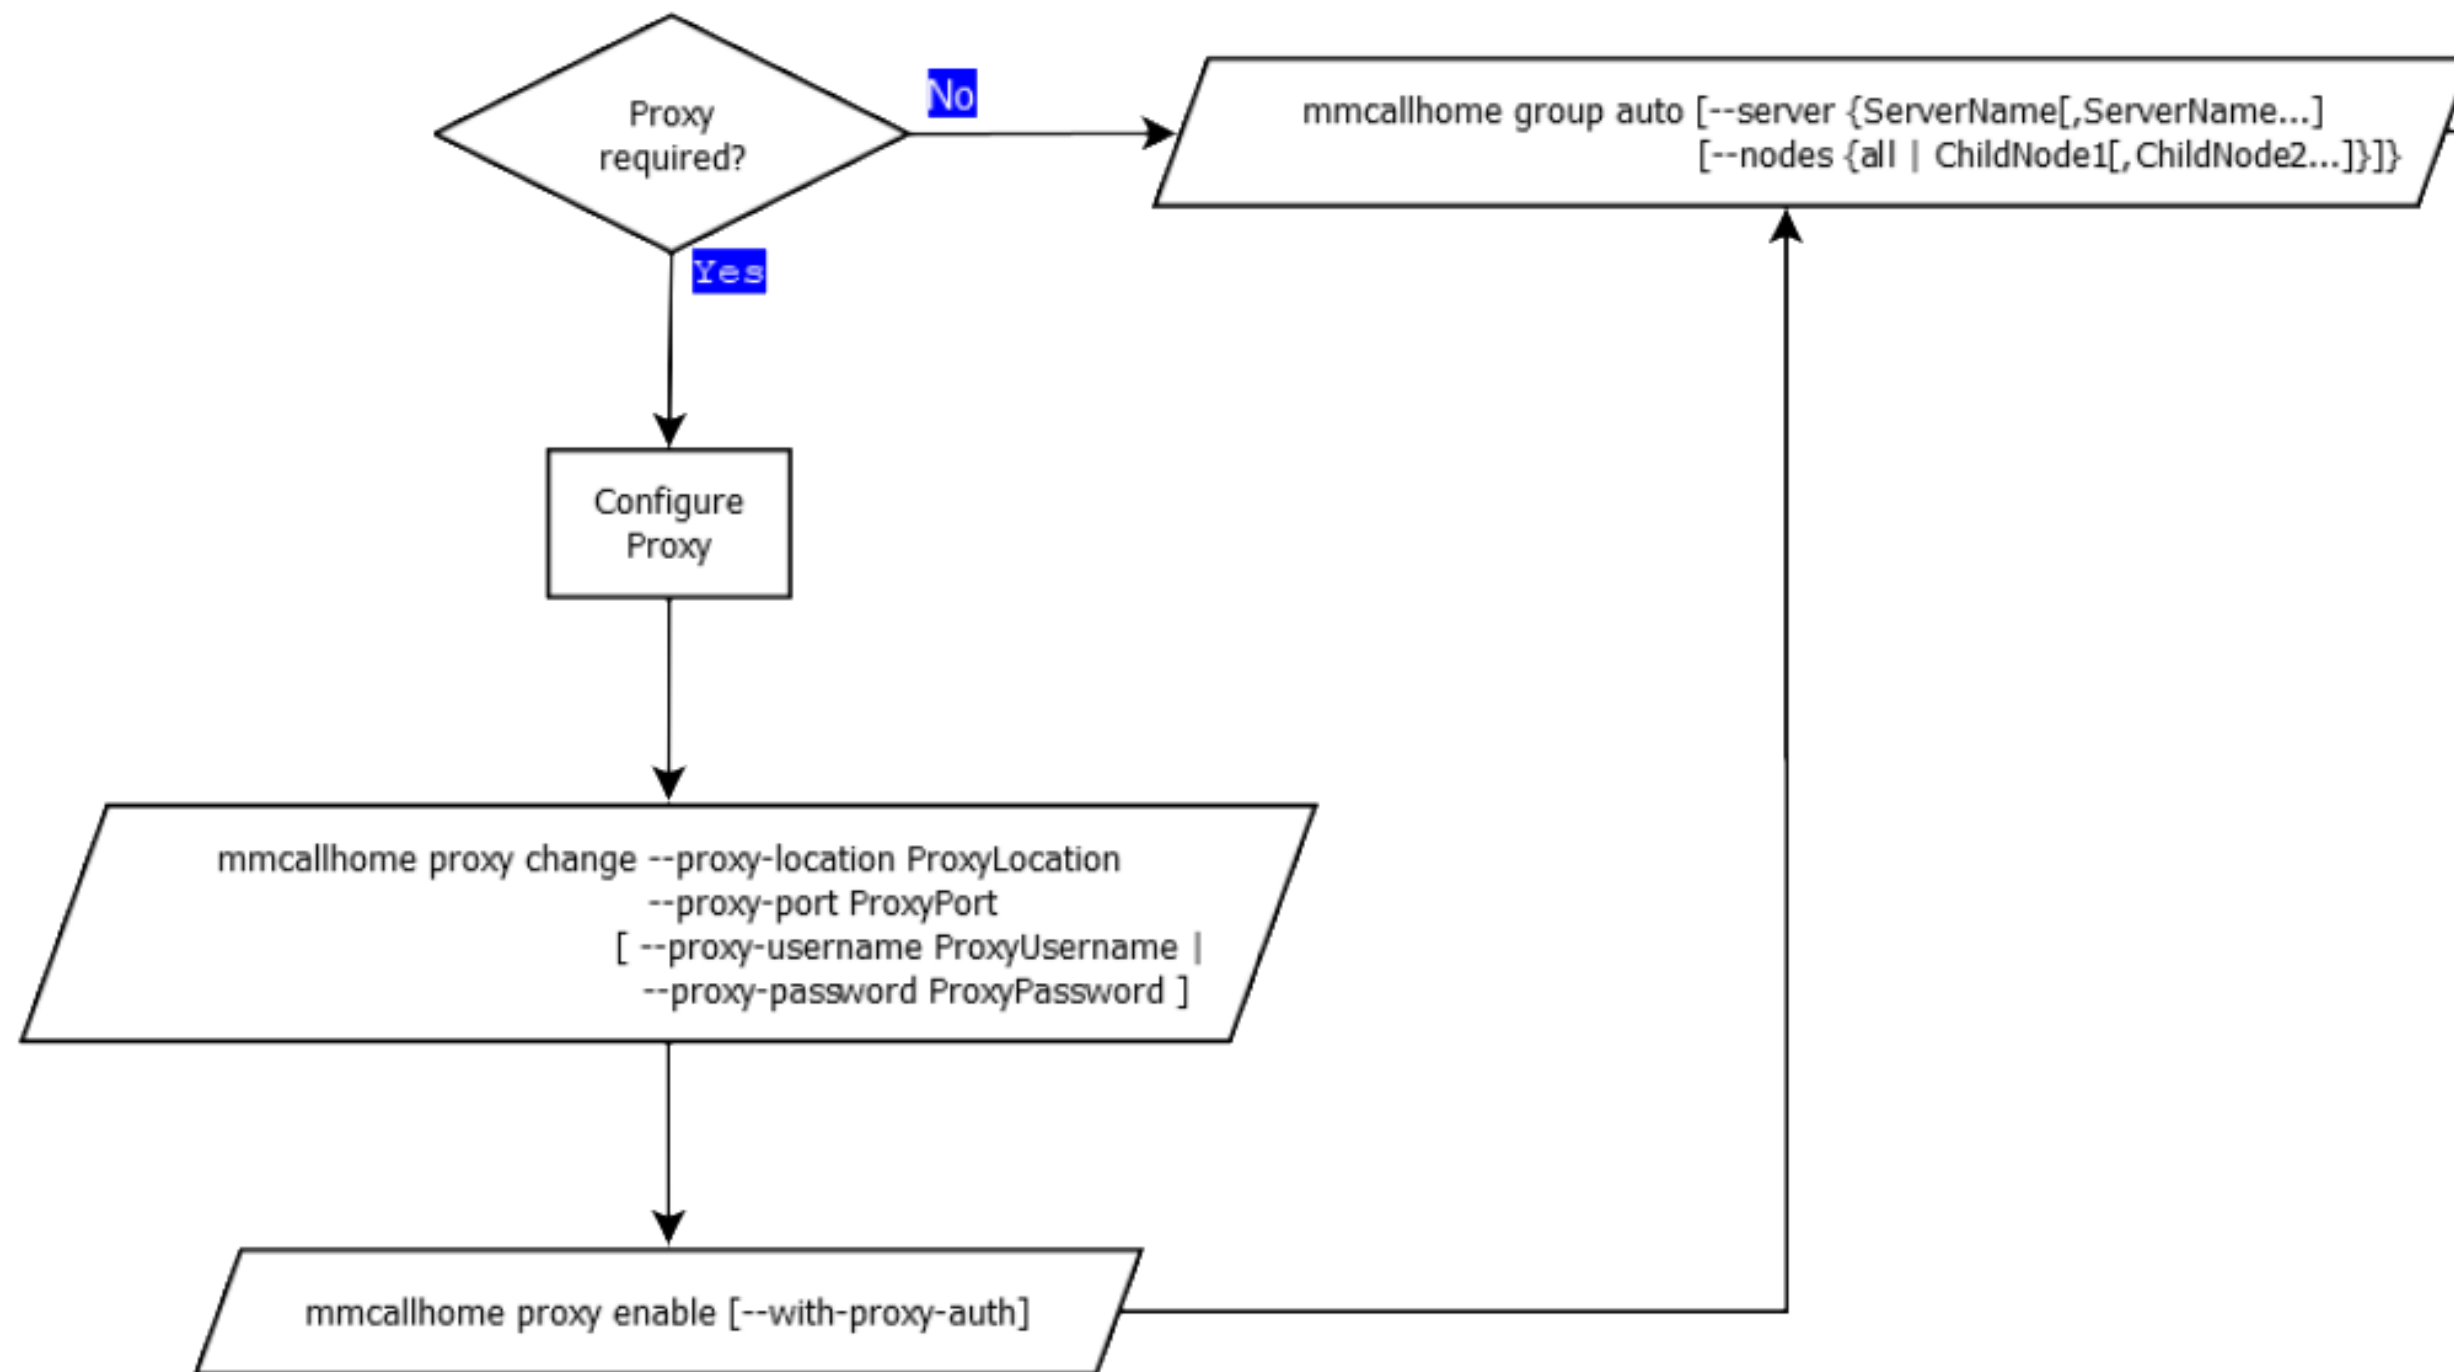 Proxy
required?
No
mmcallhome group auto [--server {ServerName[,ServerName...]
[--nodes {all | ChildNode1[,ChildNode2...]}]}
Yes
Configure
Proxy
mmcallhome proxy change --proxy-location ProxyLocation
--proxy-port ProxyPort
[ --proxy-username ProxyUsername |
--proxy-password ProxyPassword ]
mmcallhome proxy enable [--with-proxy-auth]